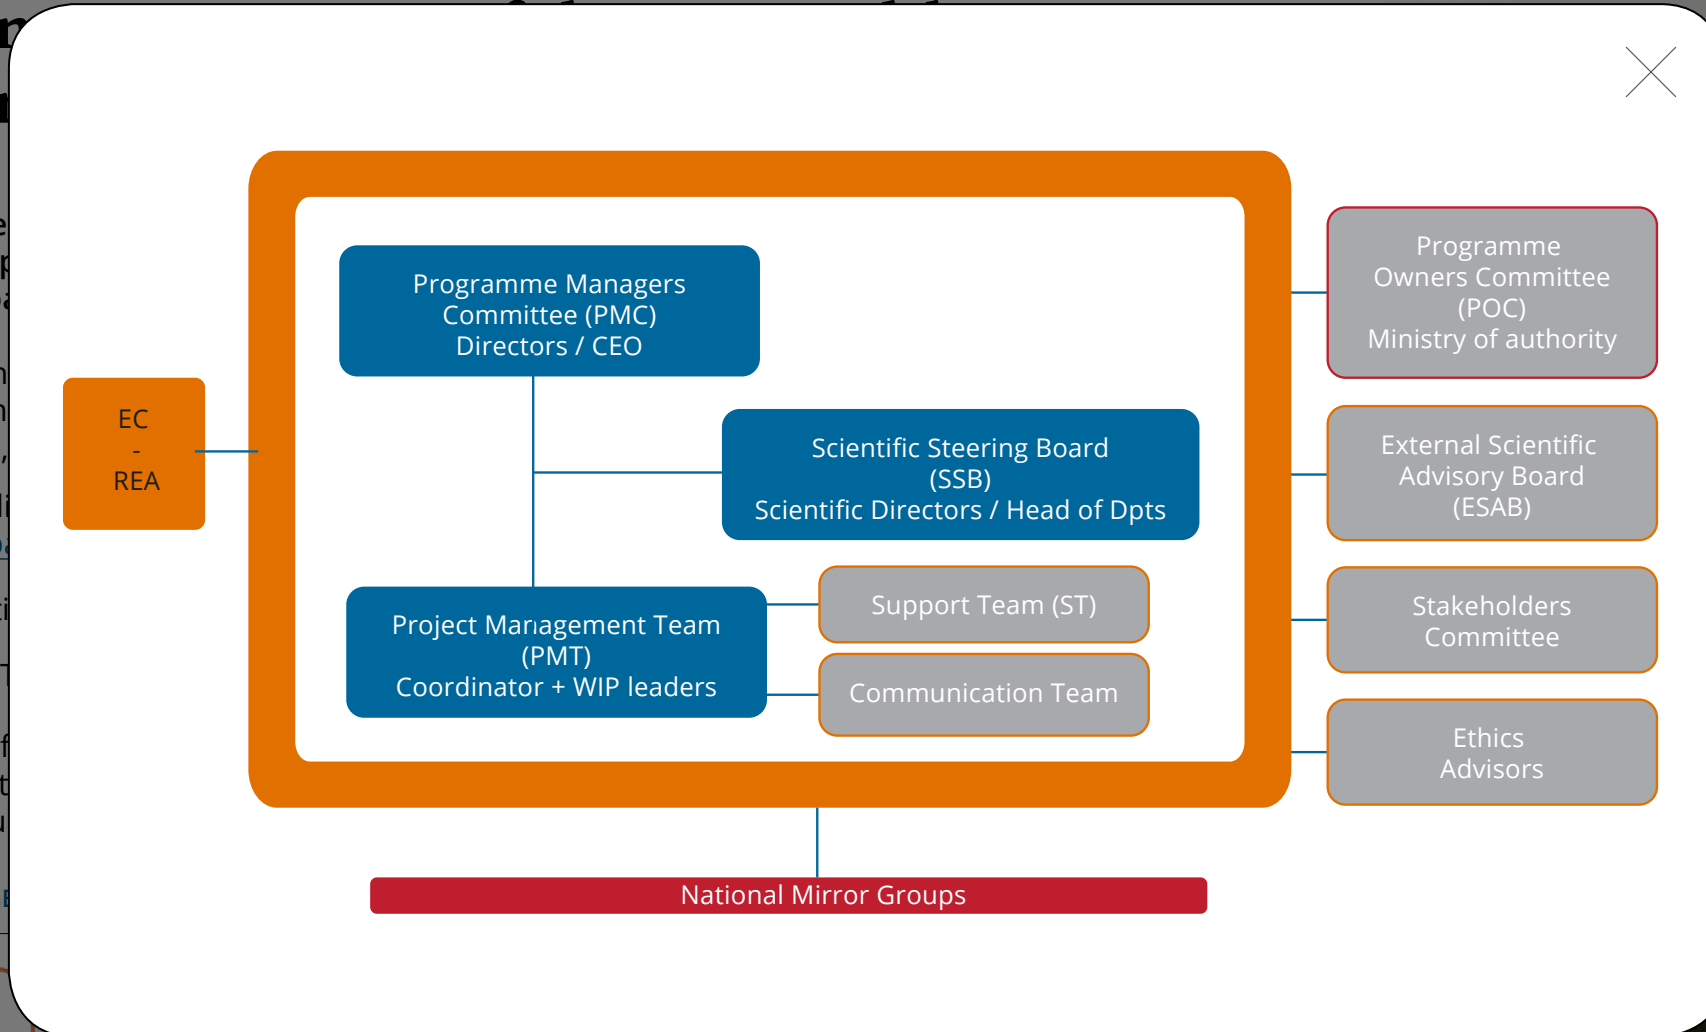 EC
-
REA
Programme Managers
Committee (PMC)
Directors / CEO
Scientific Steering Board
(SSB)
Scientific Directors / Head of Dpts
Project Management Team
(PMT)
Coordinator + WIP leaders
Support Team (ST)
Communication Team
Programme
Owners Committee
(POC)
Ministry of authority
External Scientific
Advisory Board
(ESAB)
Stakeholders
Committee
Ethics
Advisors
National Mirror Groups